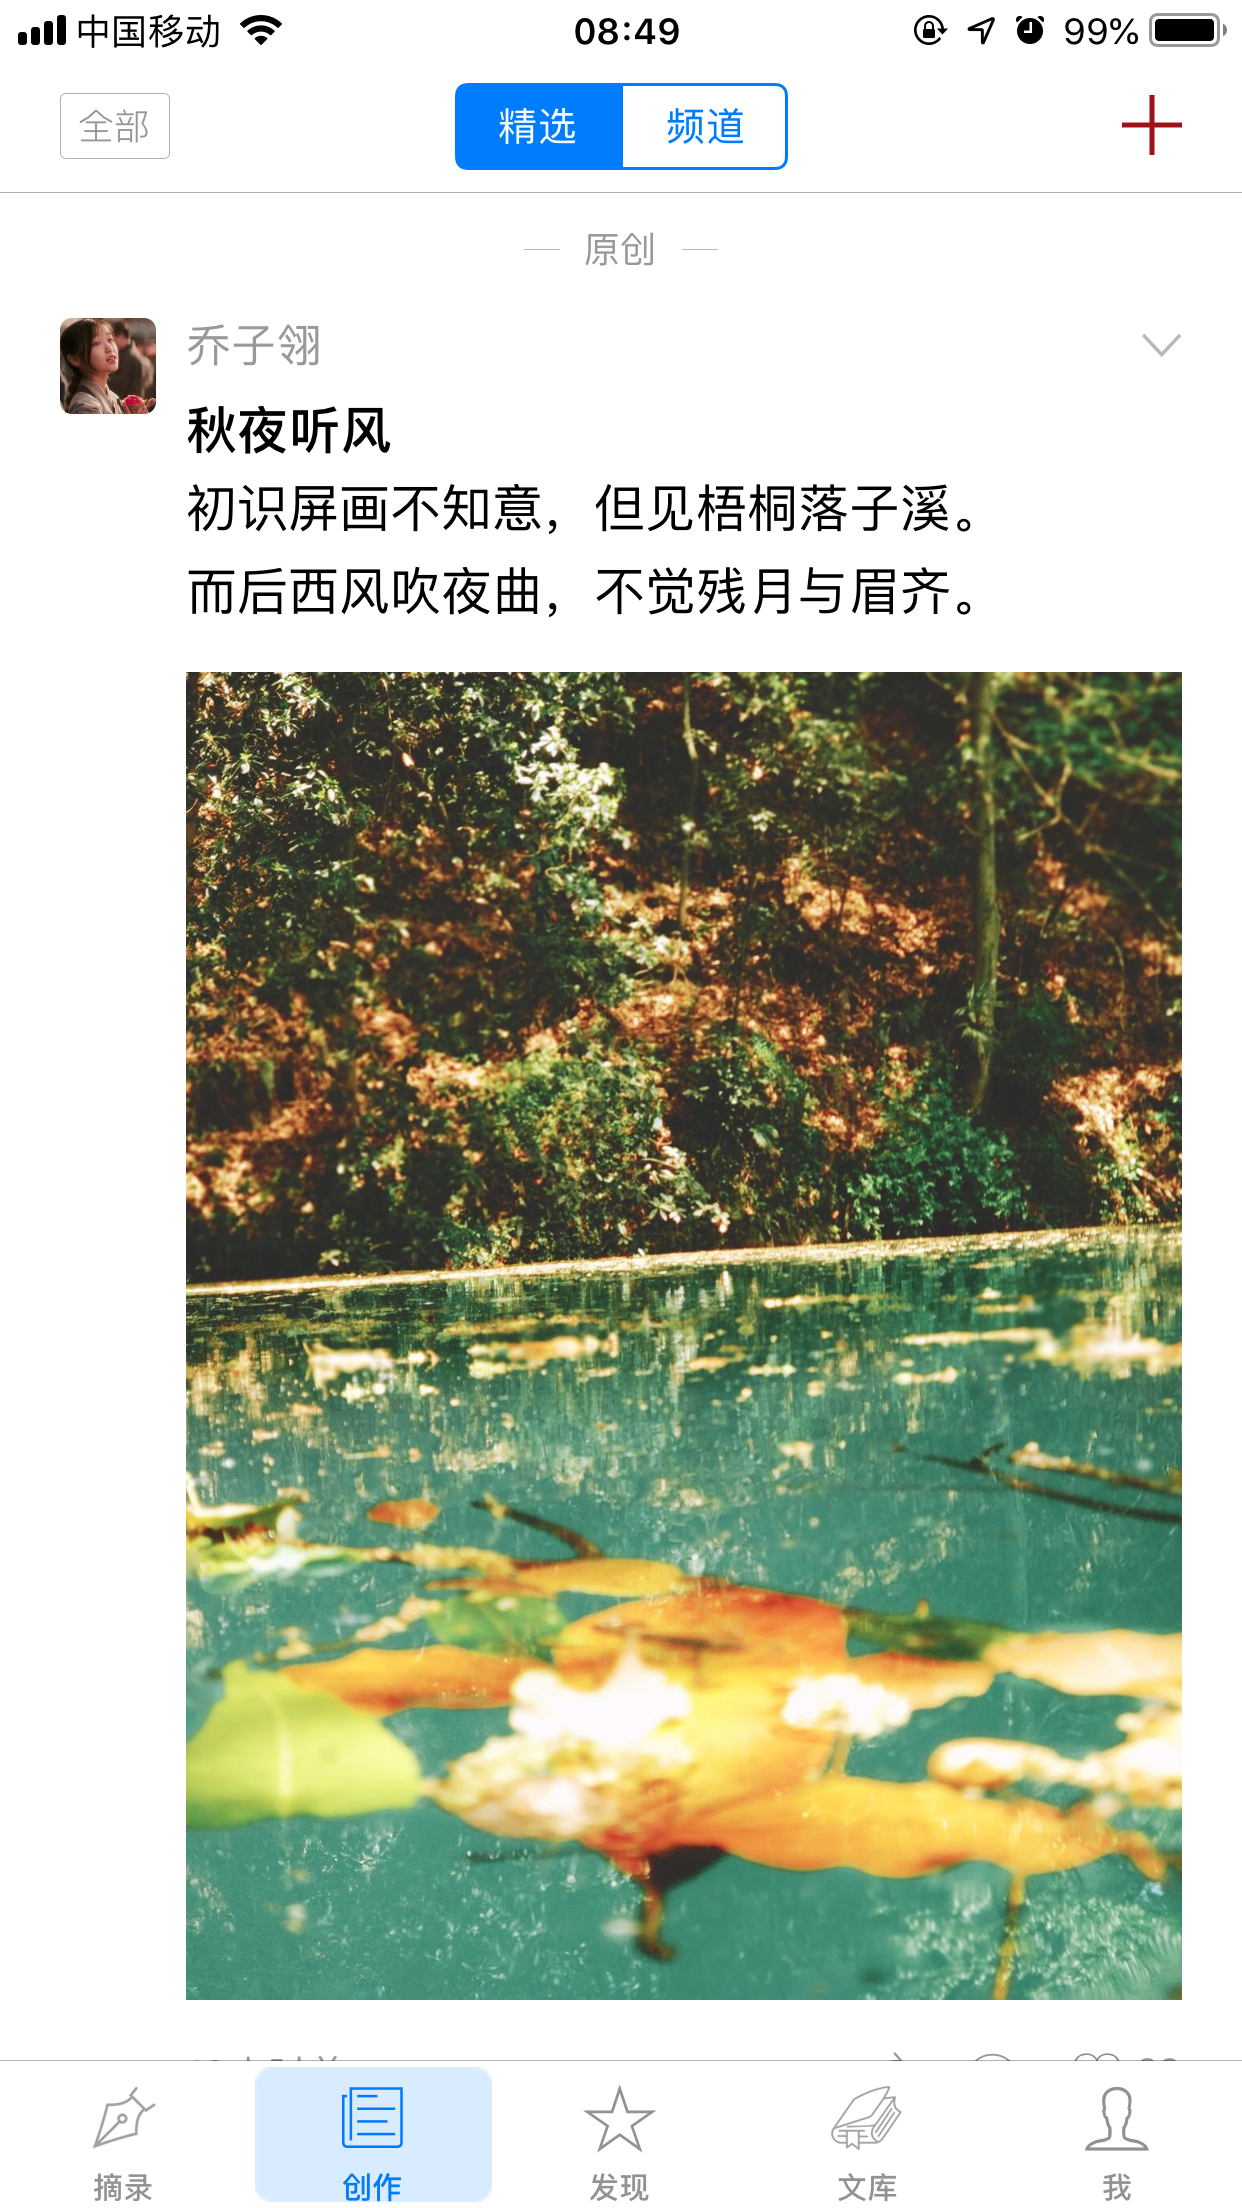 中国移动 08:49 99%
全部 精选 频道
原创
乔子翎
秋夜听风
初识屏画不知意，但见梧桐落子溪。
而后西风吹夜曲，不觉残月与眉齐。
摘录 创作 发现 文库 我